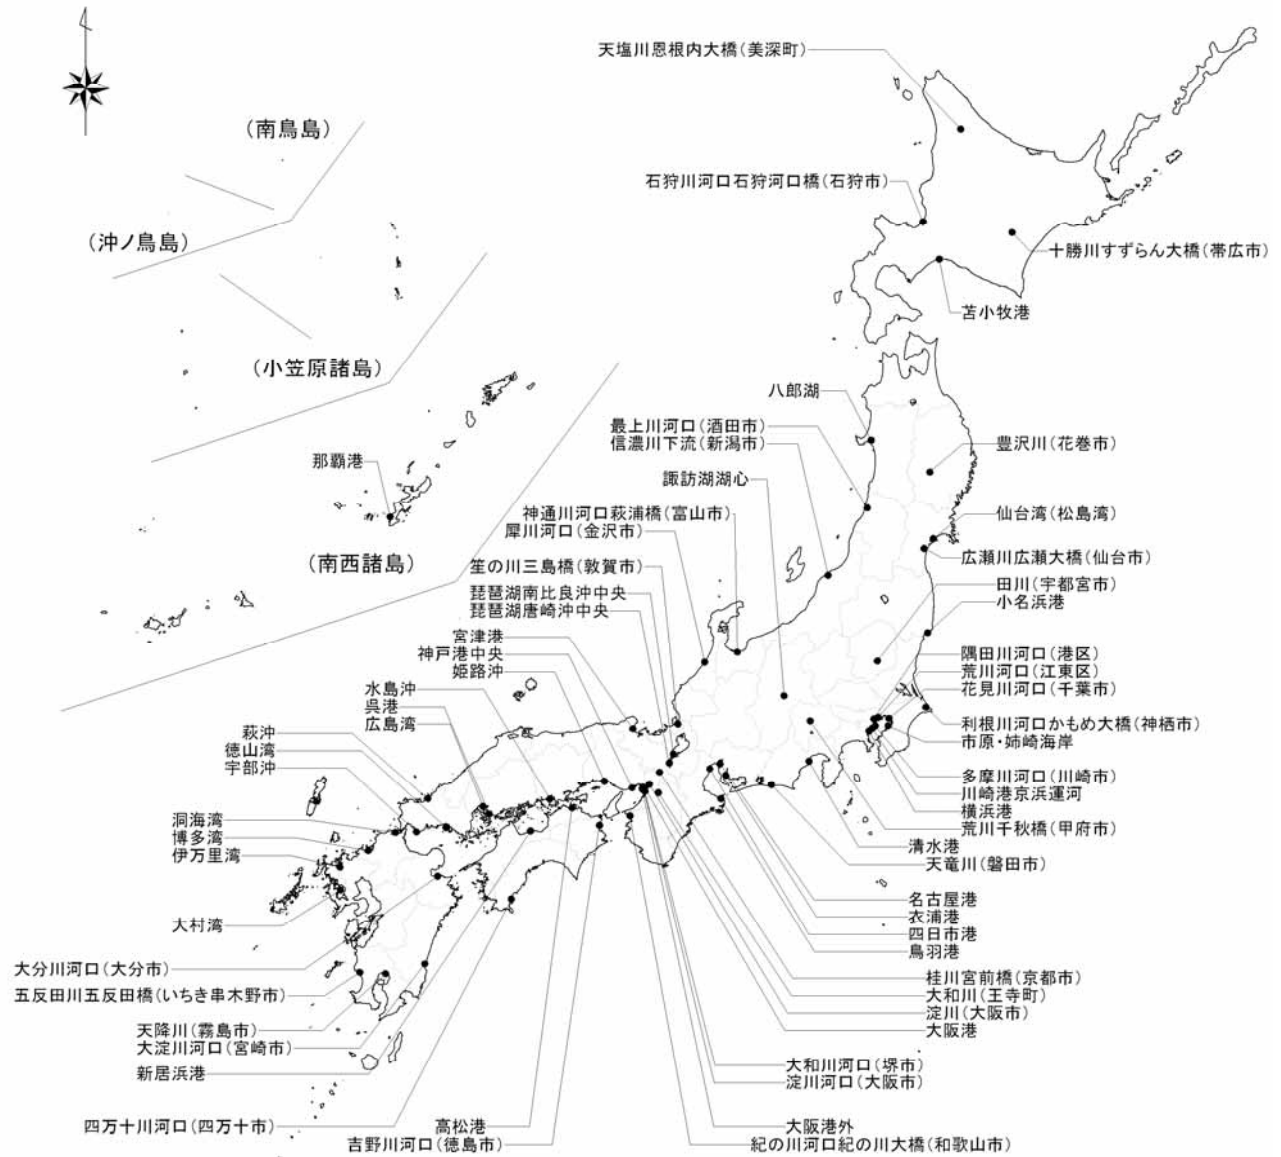 天塩川恩根内大橋(美深町)
(南鳥島)
石狩川河口石狩河口橋(石狩市)
(沖ノ鳥島)
十勝川すずらん大橋(帯広市)
苫小牧港
(小笠原諸島)
八郎湖
最上川河口(酒田市)
信濃川下流(新潟市)
豊沢川(花巻市)
那覇港
諏訪湖湖心
神通川河口萩浦橋(富山市)
仙台湾(松島湾)
犀川河口(金沢市)
広瀬川広瀬大橋(仙台市)
(南西諸島)
笙の川三島橋(敦賀市)
田川(宇都宮市)
琵琶湖南比良沖中央
小名浜港
琵琶湖唐崎沖中央
宮津港
神戸港中央
隅田川河口(港区)
姫路沖
荒川河口(江東区)
水島沖
花見川河口(千葉市)
呉港
広島湾
利根川河口かもめ大橋(神栖市)
萩沖
市原・姉崎海岸
徳山湾
宇部沖
多摩川河口(川崎市)
川崎港京浜運河
横浜港
洞海湾
荒川千秋橋(甲府市)
博多湾
清水港
伊万里湾
天竜川(磐田市)
名古屋港
衣浦港
大村湾
四日市港
鳥羽港
大分川河口(大分市)
桂川宮前橋(京都市)
五反田川五反田橋(いちき串木野市)
大和川(王寺町)
淀川(大阪市)
天降川(霧島市)
大阪港
大淀川河口(宮崎市)
大和川河口(堺市)
新居浜港
淀川河口(大阪市)
四万十川河口(四万十市)
高松港
大阪港外
吉野川河口(徳島市)
紀の川河口紀の川大橋(和歌山市)